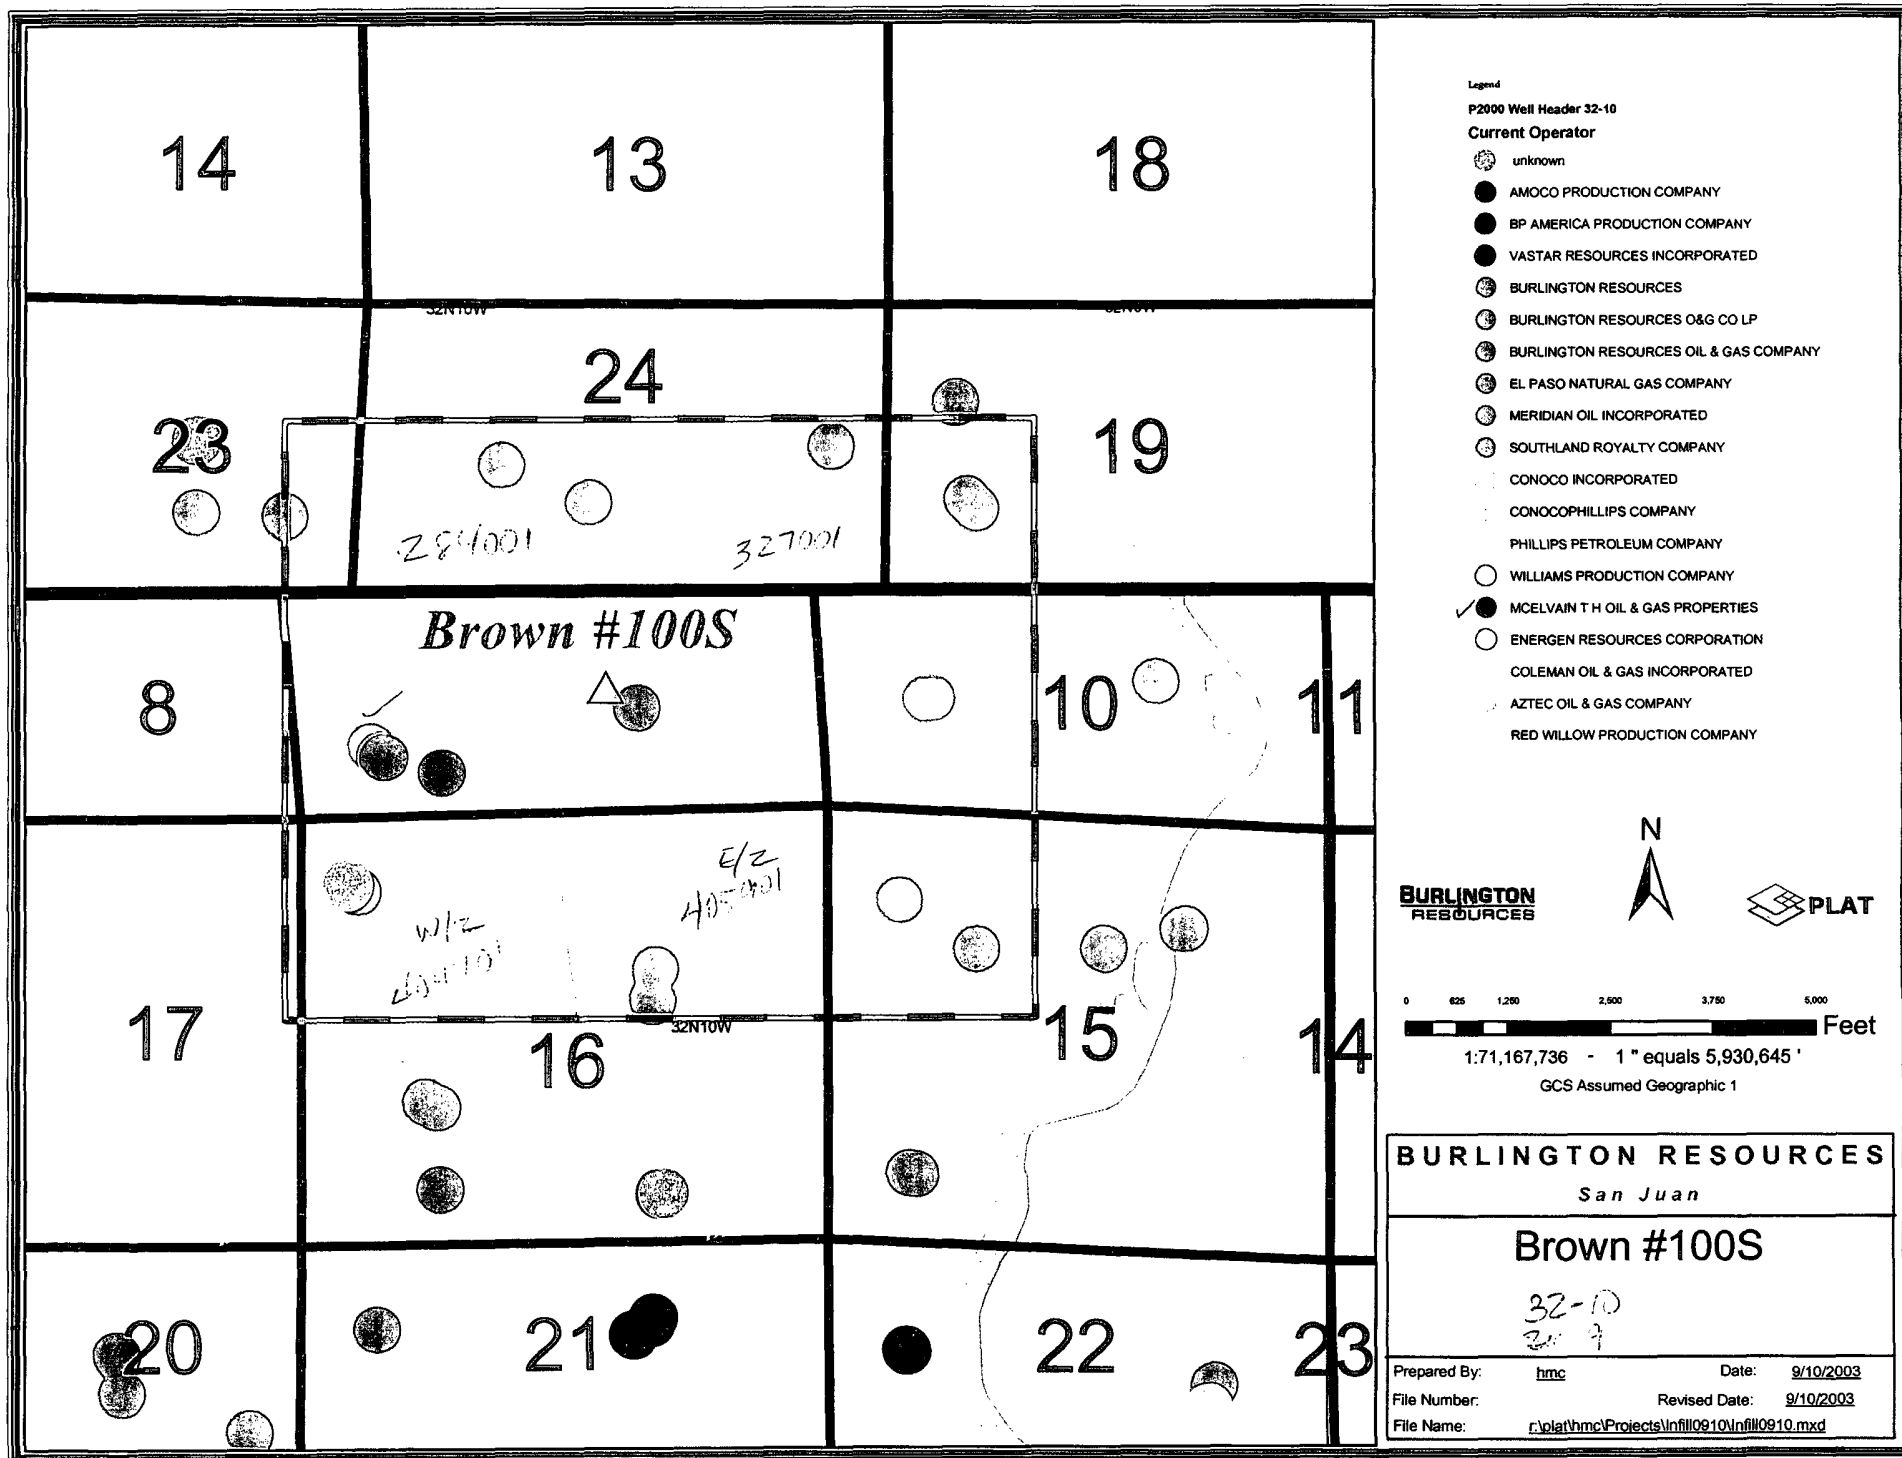 14
13
18
32N10W
24
23
19
284001
327001
Brown #100S
8
10
11
E/2
W/2
32N10W
17
16
15
14
20
21
22
23
Legend
P2000 Well Header 32-10
Current Operator
unknown
AMOCO PRODUCTION COMPANY
BP AMERICA PRODUCTION COMPANY
VASTAR RESOURCES INCORPORATED
BURLINGTON RESOURCES
BURLINGTON RESOURCES O&G CO LP
BURLINGTON RESOURCES OIL & GAS COMPANY
EL PASO NATURAL GAS COMPANY
MERIDIAN OIL INCORPORATED
SOUTHLAND ROYALTY COMPANY
CONOCO INCORPORATED
CONOCOPHILLIPS COMPANY
PHILLIPS PETROLEUM COMPANY
WILLIAMS PRODUCTION COMPANY
MCELVAIN T H OIL & GAS PROPERTIES
ENERGEN RESOURCES CORPORATION
COLEMAN OIL & GAS INCORPORATED
AZTEC OIL & GAS COMPANY
RED WILLOW PRODUCTION COMPANY
N
BURLINGTON
RESOURCES
PLAT
0 625 1,250 2,500 3,750 5,000
Feet
1:71,167,736 - 1 " equals 5,930,645 '
GCS Assumed Geographic 1
BURLINGTON RESOURCES
San Juan
Brown #100S
32-10
9
Prepared By: hmc Date: 9/10/2003
File Number: Revised Date: 9/10/2003
File Name: r:\plat\hmc\Projects\Infill0910\Infill0910.mxd